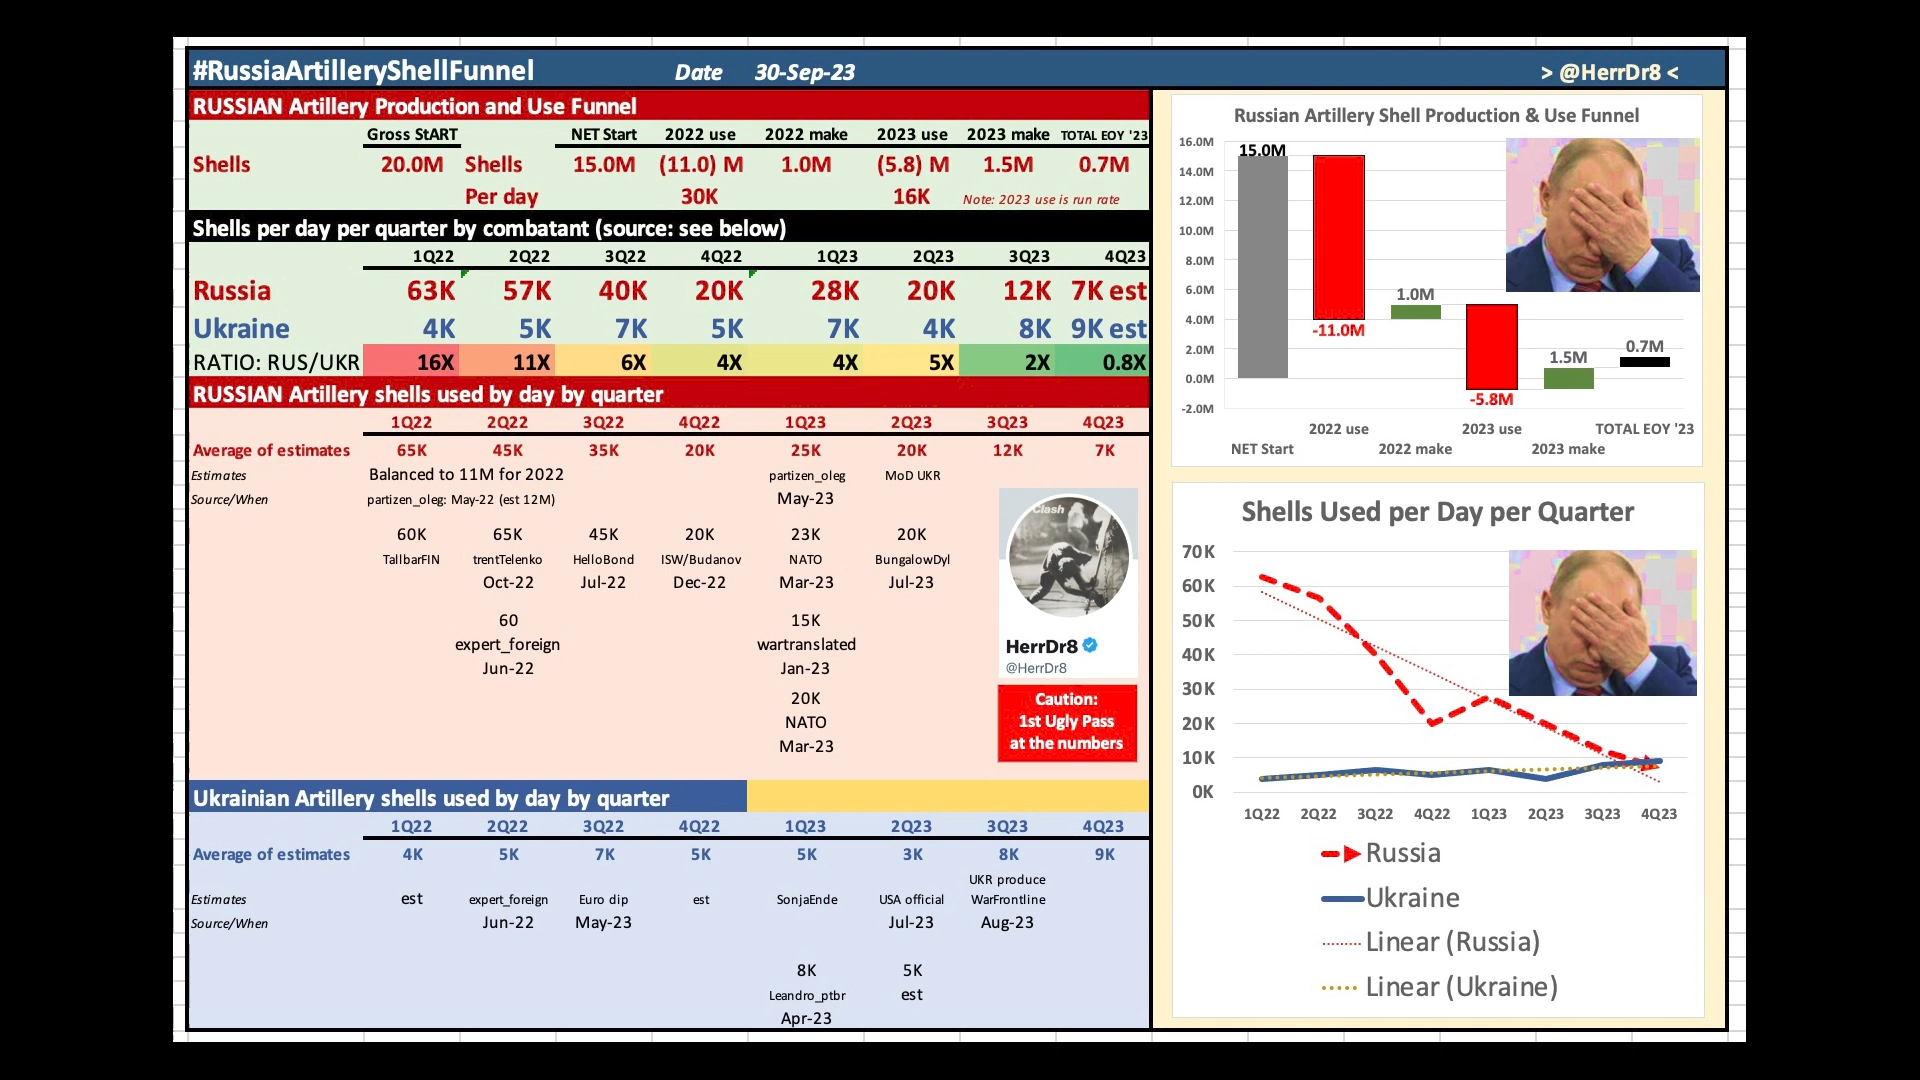 #RussiaArtilleryShellFunnel Date 30-Sep-23 > @HerrDr8 <
RUSSIAN Artillery Production and Use Funnel
Gross StART NET Start 2022 use 2022 make 2023 use 2023 make TOTAL EOY '23
Shells 20.0M Shells 15.0M (11.0) M 1.0M (5.8) M 1.5M 0.7M
Per day 30K 16K Note: 2023 use is run rate
Shells per day per quarter by combatant (source: see below)
1Q22 2Q22 3Q22 4Q22 1Q23 2Q23 3Q23 4Q23
Russia 63K 57K 40K 20K 28K 20K 12K 7K est
Ukraine 4K 5K 7K 5K 7K 4K 8K 9K est
RATIO: RUS/UKR 16X 11X 6X 4X 4X 5X 2X 0.8X
RUSSIAN Artillery shells used by day by quarter
1Q22 2Q22 3Q22 4Q22 1Q23 2Q23 3Q23 4Q23
Average of estimates 65K 45K 35K 20K 25K 20K 12K 7K
Estimates Balanced to 11M for 2022 partizen_oleg MoD UKR
Source/When partizen_oleg: May-22 (est 12M) May-23
60K 65K 45K 20K 23K 20K
TallbarFIN trentTelenko HelloBond ISW/Budanov NATO BungalowDyl
Oct-22 Jul-22 Dec-22 Mar-23 Jul-23
60 15K
expert_foreign wartranslated
Jun-22 Jan-23
20K
NATO
Mar-23
Clash
HerrDr8
@HerrDr8
Caution:
1st Ugly Pass
at the numbers
Ukrainian Artillery shells used by day by quarter
1Q22 2Q22 3Q22 4Q22 1Q23 2Q23 3Q23 4Q23
Average of estimates 4K 5K 7K 5K 5K 3K 8K 9K
UKR produce
Estimates est expert_foreign Euro dip est SonjaEnde USA official WarFrontline
Source/When Jun-22 May-23 Jul-23 Aug-23
8K 5K
Leandro_ptbr est
Apr-23
Russian Artillery Shell Production & Use Funnel
16.0M
14.0M
12.0M
10.0M
8.0M
6.0M
4.0M
2.0M
0.0M
-2.0M
15.0M
-11.0M
1.0M
-5.8M
1.5M
0.7M
2022 use 2023 use TOTAL EOY '23
NET Start 2022 make 2023 make
Shells Used per Day per Quarter
70K
60K
50K
40K
30K
20K
10K
0K
1Q22 2Q22 3Q22 4Q22 1Q23 2Q23 3Q23 4Q23
Russia
Ukraine
Linear (Russia)
Linear (Ukraine)